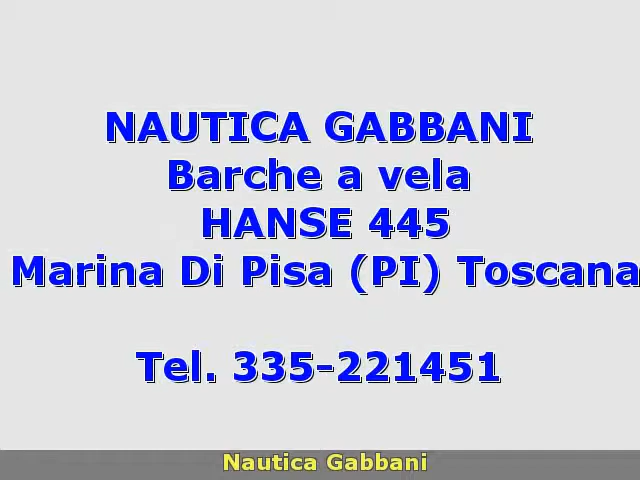 NAUTICA GABBANI
Barche a vela
HANSE 445
Marina Di Pisa (PI) Toscana
Tel. 335-221451
Nautica Gabbani